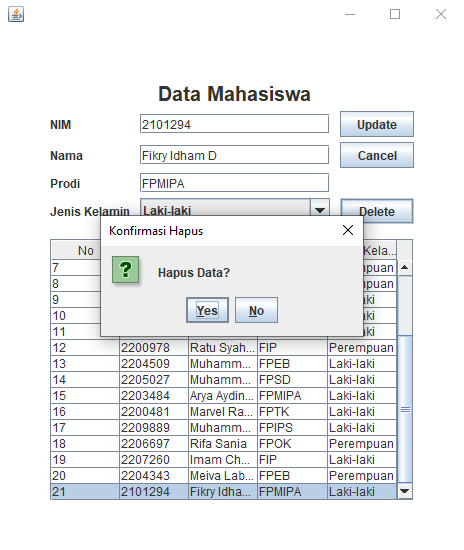 Data Mahasiswa
NIM 2101294 Update
Nama Fikry Idham D Cancel
Prodi FPMIPA
Jenis Kelamin Laki-laki Delete
Konfirmasi Hapus
Hapus Data?
Yes No
No Kela...
7 mpuan
8 mpuan
9 aki
10 aki
11 aki
12 2200978 Ratu Syah... FIP Perempuan
13 2204509 Muhamm... FPEB Laki-laki
14 2205027 Muhamm... FPSD Laki-laki
15 2203484 Arya Aydin... FPMIPA Laki-laki
16 2200481 Marvel Ra... FPTK Laki-laki
17 2209889 Muhamm... FPIPS Laki-laki
18 2206697 Rifa Sania FPOK Perempuan
19 2207260 Imam Ch... FIP Laki-laki
20 2204343 Meiva Lab... FPEB Perempuan
21 2101294 Fikry Idha... FPMIPA Laki-laki